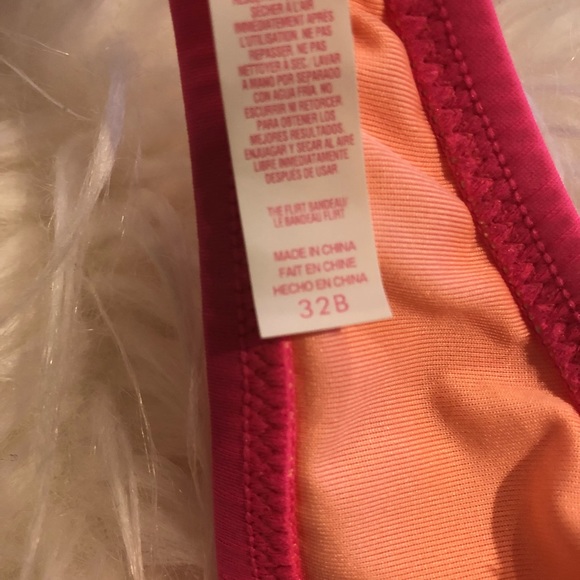 SÉCHER À L'AIR
IMMÉDIATEMENT APRÈS
L'UTILISATION. NE PAS
REPASSER. NE PAS
NETTOYER À SEC/LAVAR
A MANO POR SEPARADO
CON AGUA FRÍA. NO
ESCURRIR NI RETORCER
PARA OBTENER LOS
MEJORES RESULTADOS,
ENJUAGAR Y SECAR AL AIRE
LIBRE INMEDIATAMENTE
DESPUÉS DE USAR
THE FLIRT BANDEAU/
LE BANDEAU FLIRT
MADE IN CHINA
FAIT EN CHINE
HECHO EN CHINA
32B